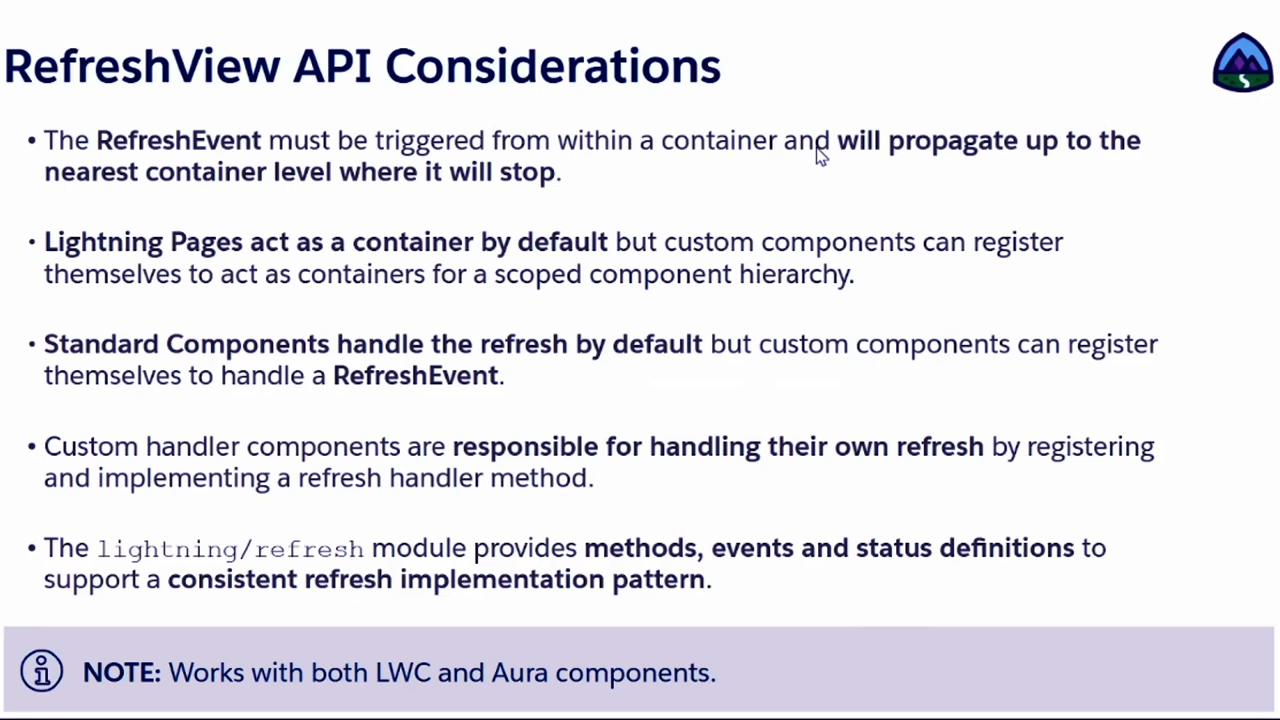 RefreshView API Considerations
• The RefreshEvent must be triggered from within a container and will propagate up to the
nearest container level where it will stop.
• Lightning Pages act as a container by default but custom components can register
themselves to act as containers for a scoped component hierarchy.
• Standard Components handle the refresh by default but custom components can register
themselves to handle a RefreshEvent.
• Custom handler components are responsible for handling their own refresh by registering
and implementing a refresh handler method.
• The lightning/refresh module provides methods, events and status definitions to
support a consistent refresh implementation pattern.
NOTE: Works with both LWC and Aura components.